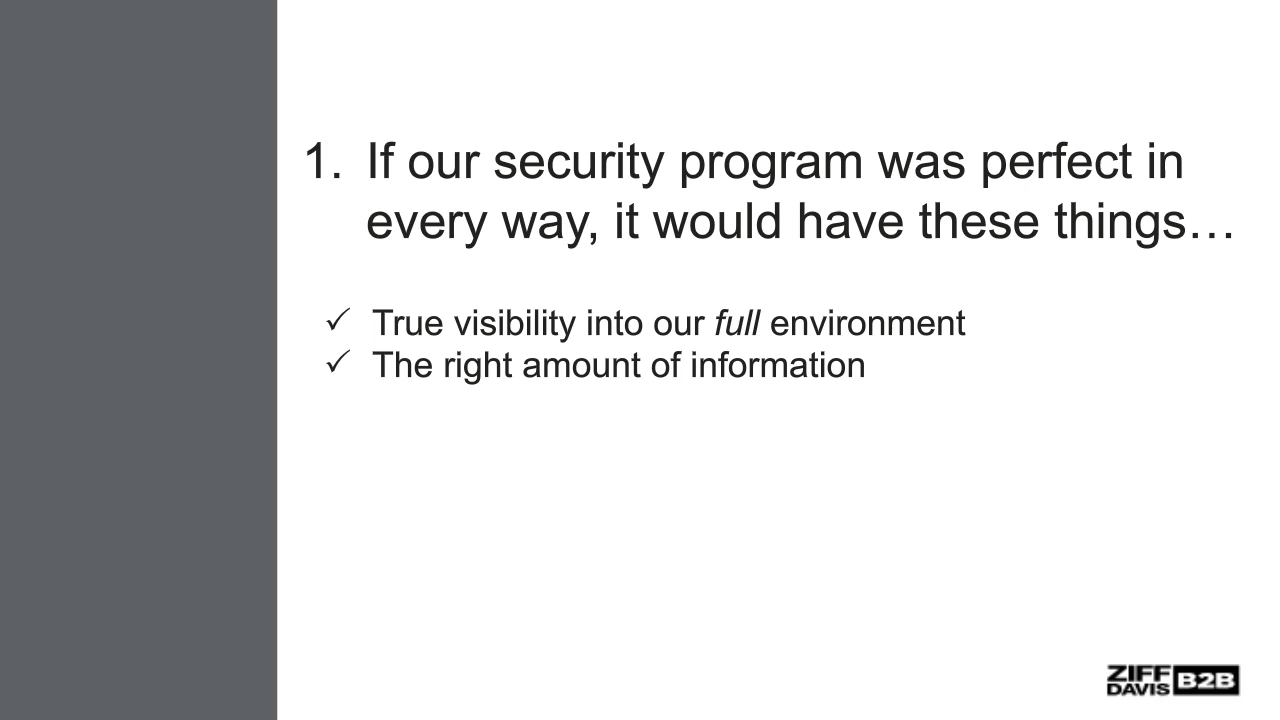 1. If our security program was perfect in
every way, it would have these things…
✓ True visibility into our full environment
✓ The right amount of information
ZIFF
DAVIS B2B